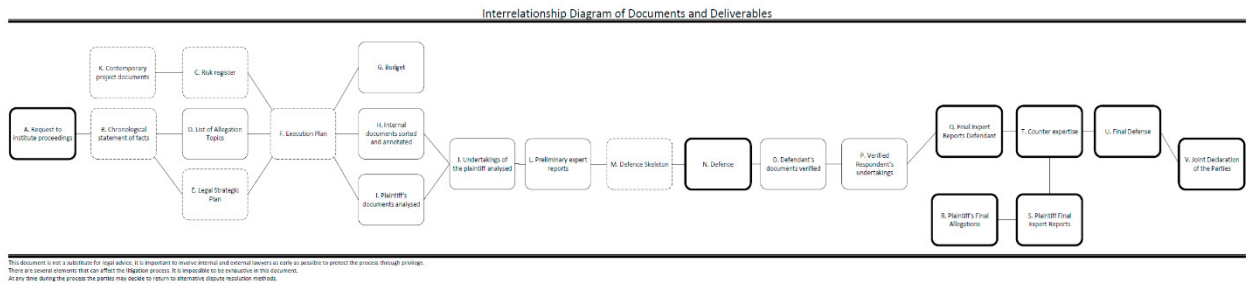 Interrelationship Diagram of Documents and Deliverables
K. Contemporary
project documents
C. Risk register
G. Budget
A. Request to
institute proceedings
B. Chronological
statement of facts
D. List of Allegation
Topics
F. Execution Plan
H. Internal
documents sorted
and annotated
E. Legal Strategic
Plan
I. Plaintiff's
documents analysed
J. Undertakings of
the plaintiff analysed
L. Preliminary expert
reports
M. Defence Skeleton
N. Defence
O. Defendant's
documents verified
P. Verified
Respondent's
undertakings
Q. Final Expert
Reports Defendant
T. Counter expertise
U. Final Defense
V. Joint Declaration
of the Parties
R. Plaintiff's Final
Allegations
S. Plaintiff Final
Expert Reports
This document is not a substitute for legal advice, it is important to involve internal and external lawyers as early as possible to protect the process through privilege.
There are several elements that can affect the litigation process. It is impossible to be exhaustive in this document.
At any time during the process the parties may decide to return to alternative dispute resolution methods.